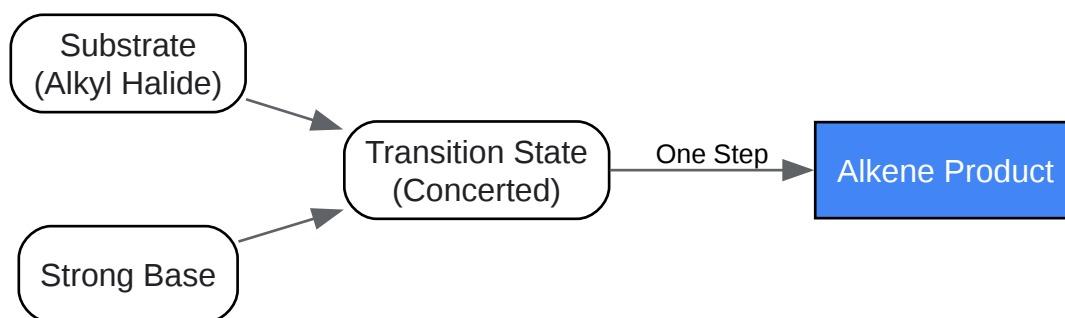 Substrate
(Alkyl Halide)
Strong Base
Transition State
(Concerted)
One Step
Alkene Product